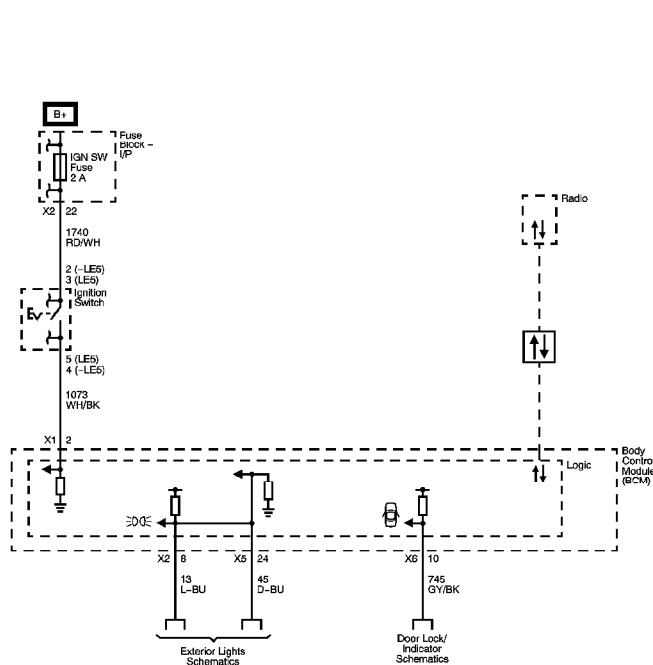 B+
Fuse
Block –
I/P
IGN SW
Fuse
2 A
X2 22
1740
RD/WH
2 (–LE5)
3 (LE5)
Ignition
Switch
5 (LE5)
4 (–LE5)
1073
WH/BK
X1 2
Radio
Body
Contro
Module
(BCM)
Logic
X2 8
X5 24
X6 10
13
L–BU
45
D–BU
745
GY/BK
Exterior Lights
Schematics
Door Lock/
Indicator
Schematics